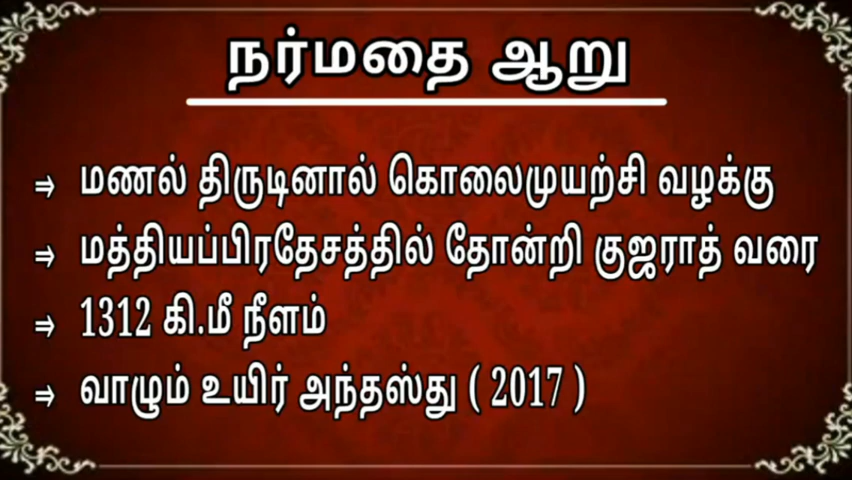 நர்மதை ஆறு
⇒ மணல் திருடினால் கொலைமுயற்சி வழக்கு
⇒ மத்தியப்பிரதேசத்தில் தோன்றி குஜராத் வரை
⇒ 1312 கி.மீ நீளம்
⇒ வாழும் உயிர் அந்தஸ்து ( 2017 )